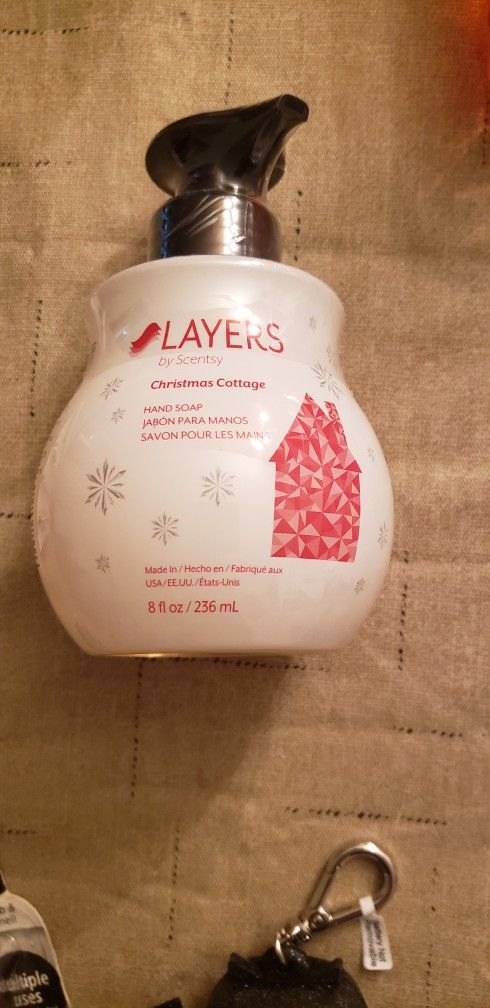 LAYERS
by Scentsy
Christmas Cottage
HAND SOAP
JABÓN PARA MANOS
SAVON POUR LES MAINS
Made in / Hecho en / Fabriqué aux
USA / EE.UU. / États-Unis
8 fl oz / 236 mL
&
uses
Not